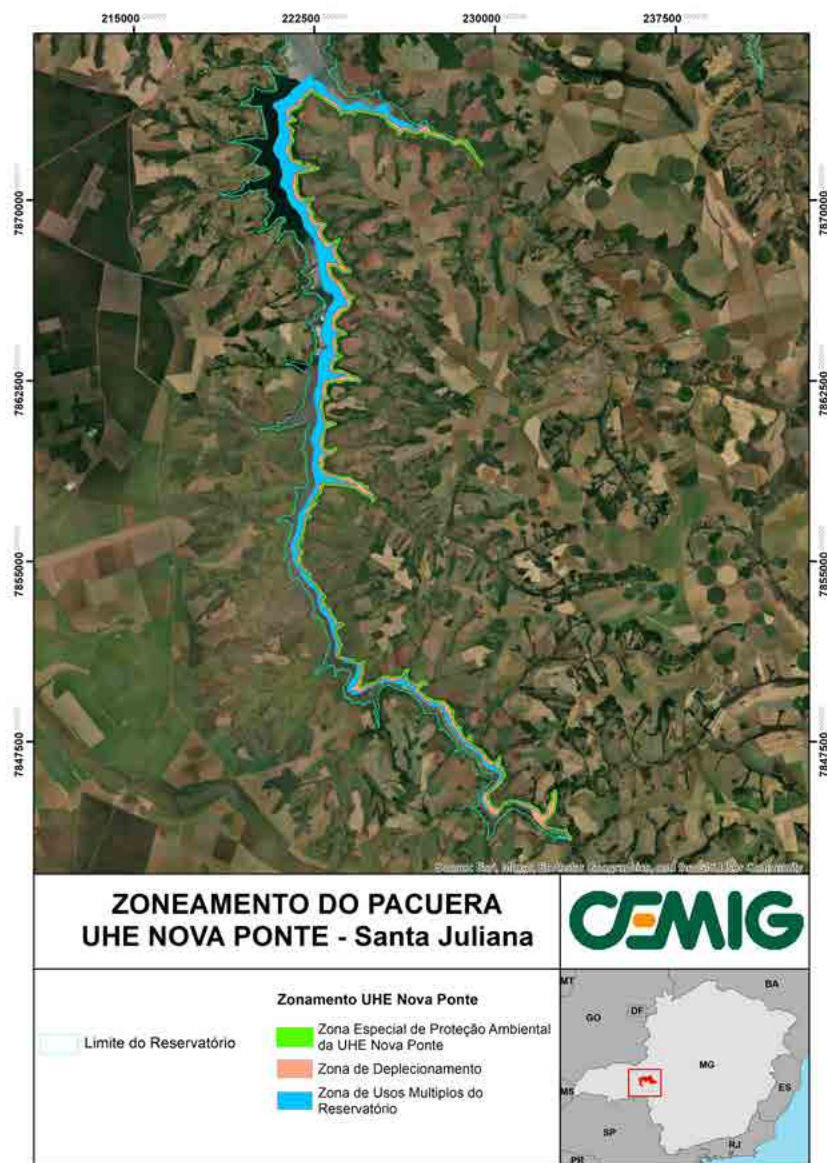 215000 222500 230000 237500
7870000
7862500
7855000
7847500
ZONEAMENTO DO PACUERA
UHE NOVA PONTE - Santa Juliana
CEMIG
Limite do Reservatório
Zonamento UHE Nova Ponte
Zona Especial de Proteção Ambiental
da UHE Nova Ponte
Zona de Deplecionamento
Zona de Usos Multiplos do
Reservatório
MT
BA
GO
DF
MG
MS
ES
SP
RJ
PR